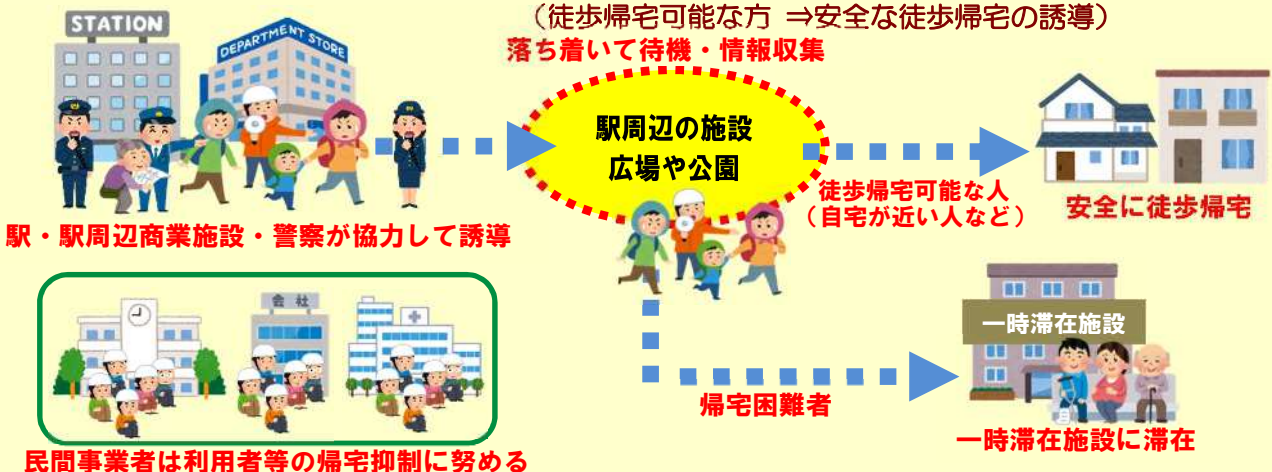 （徒歩帰宅可能な方 ⇒安全な徒歩帰宅の誘導）
落ち着いて待機・情報収集
STATION
DEPARTMENT STORE
駅周辺の施設
広場や公園
徒歩帰宅可能な人
（自宅が近い人など）
安全に徒歩帰宅
駅・駅周辺商業施設・警察が協力して誘導
会社
一時滞在施設
帰宅困難者
一時滞在施設に滞在
民間事業者は利用者等の帰宅抑制に努める